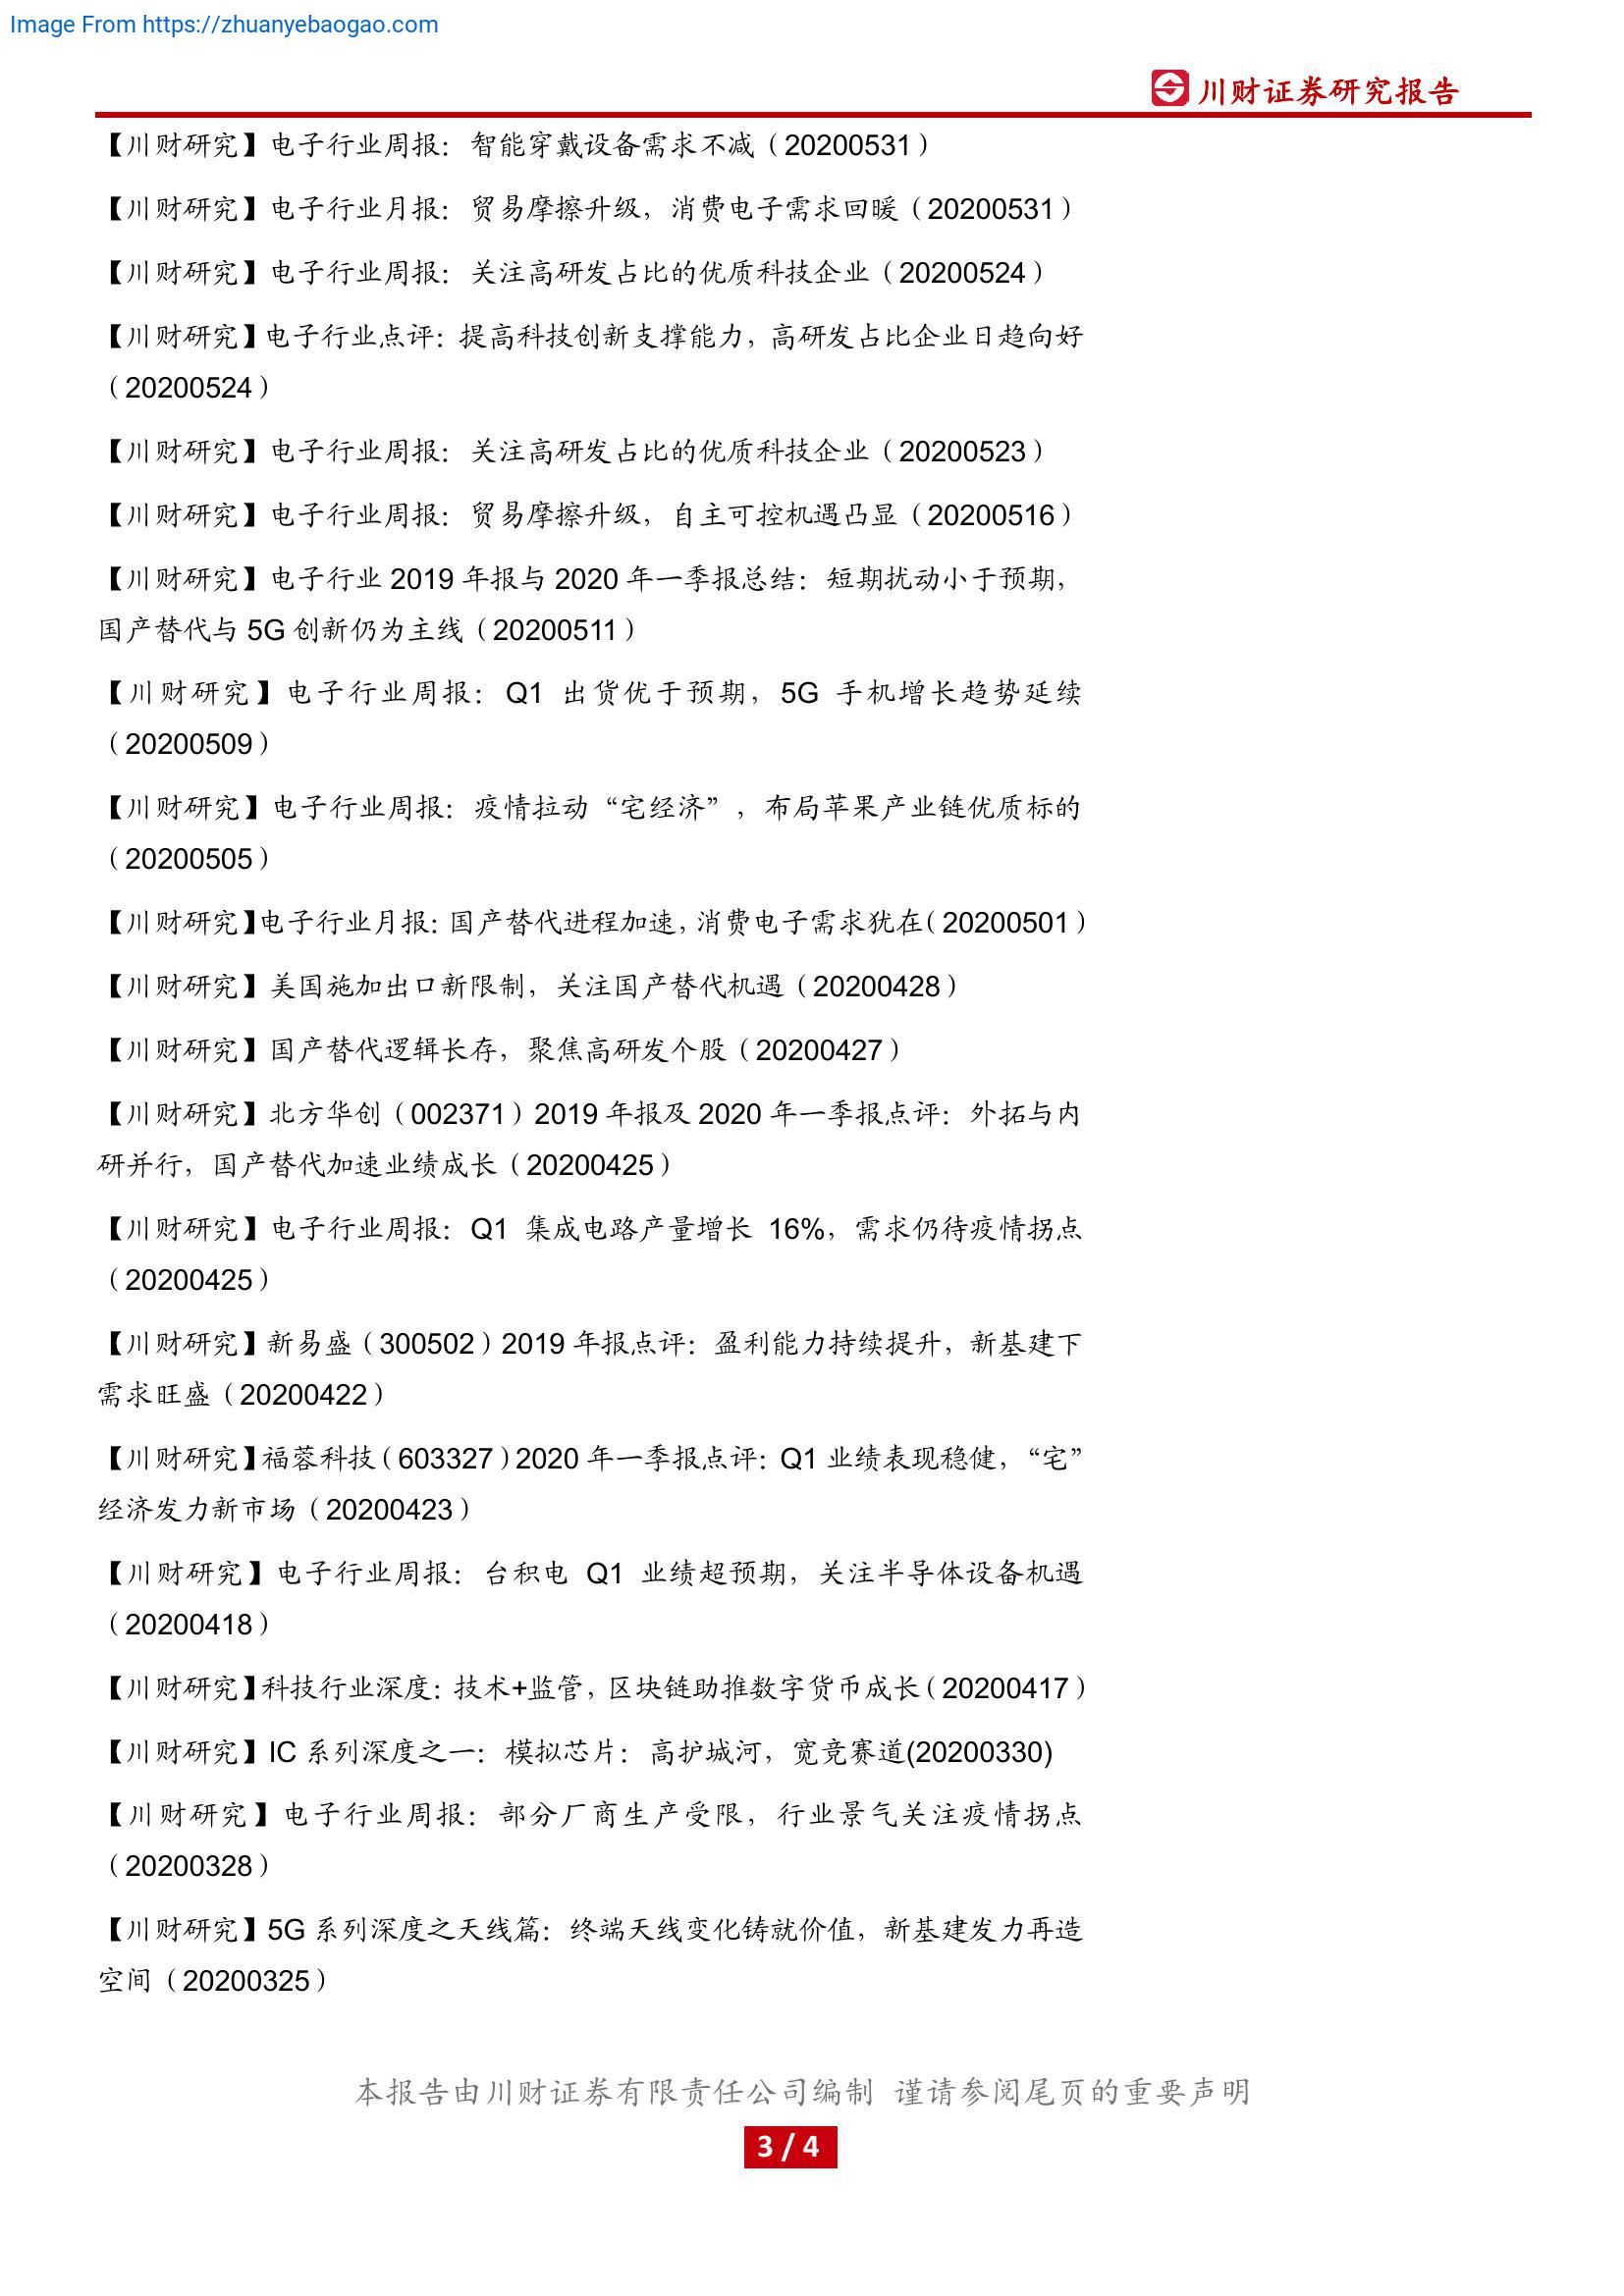 Image From https://zhuanyebaogao.com
川财证券研究报告
【川财研究】电子行业周报：智能穿戴设备需求不减（20200531）
【川财研究】电子行业月报：贸易摩擦升级，消费电子需求回暖（20200531）
【川财研究】电子行业周报：关注高研发占比的优质科技企业（20200524）
【川财研究】电子行业点评：提高科技创新支撑能力，高研发占比企业日趋向好
（20200524）
【川财研究】电子行业周报：关注高研发占比的优质科技企业（20200523）
【川财研究】电子行业周报：贸易摩擦升级，自主可控机遇凸显（20200516）
【川财研究】电子行业 2019 年报与 2020 年一季报总结：短期扰动小于预期，
国产替代与 5G 创新仍为主线（20200511）
【川财研究】电子行业周报：Q1 出货优于预期，5G 手机增长趋势延续
（20200509）
【川财研究】电子行业周报：疫情拉动“宅经济”，布局苹果产业链优质标的
（20200505）
【川财研究】电子行业月报：国产替代进程加速，消费电子需求犹在（20200501）
【川财研究】美国施加出口新限制，关注国产替代机遇（20200428）
【川财研究】国产替代逻辑长存，聚焦高研发个股（20200427）
【川财研究】北方华创（002371）2019 年报及 2020 年一季报点评：外拓与内
研并行，国产替代加速业绩成长（20200425）
【川财研究】电子行业周报：Q1 集成电路产量增长 16%，需求仍待疫情拐点
（20200425）
【川财研究】新易盛（300502）2019 年报点评：盈利能力持续提升，新基建下
需求旺盛（20200422）
【川财研究】福蓉科技（603327）2020 年一季报点评：Q1 业绩表现稳健，“宅”
经济发力新市场（20200423）
【川财研究】电子行业周报：台积电 Q1 业绩超预期，关注半导体设备机遇
（20200418）
【川财研究】科技行业深度：技术+监管，区块链助推数字货币成长（20200417）
【川财研究】IC 系列深度之一：模拟芯片：高护城河，宽竞赛道(20200330)
【川财研究】电子行业周报：部分厂商生产受限，行业景气关注疫情拐点
（20200328）
【川财研究】5G 系列深度之天线篇：终端天线变化铸就价值，新基建发力再造
空间（20200325）
本报告由川财证券有限责任公司编制 谨请参阅尾页的重要声明
3 / 4